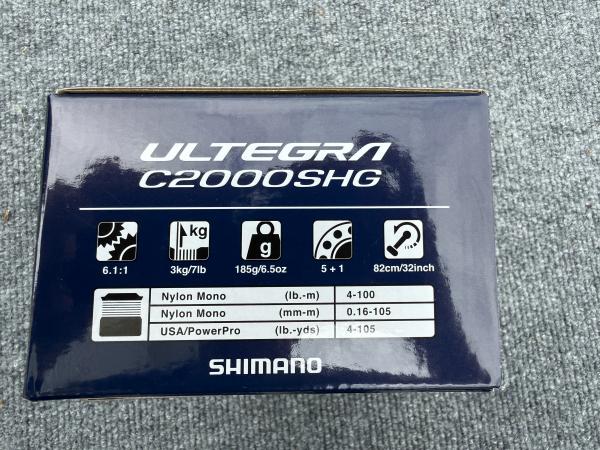 ULTEGRA
C2000SHG
kg
g
6.1:1 3kg/7lb 185g/6.5oz 5 + 1 82cm/32inch
Nylon Mono (lb.-m) 4-100
Nylon Mono (mm-m) 0.16-105
USA/PowerPro (lb.-yds) 4-105
SHIMANO